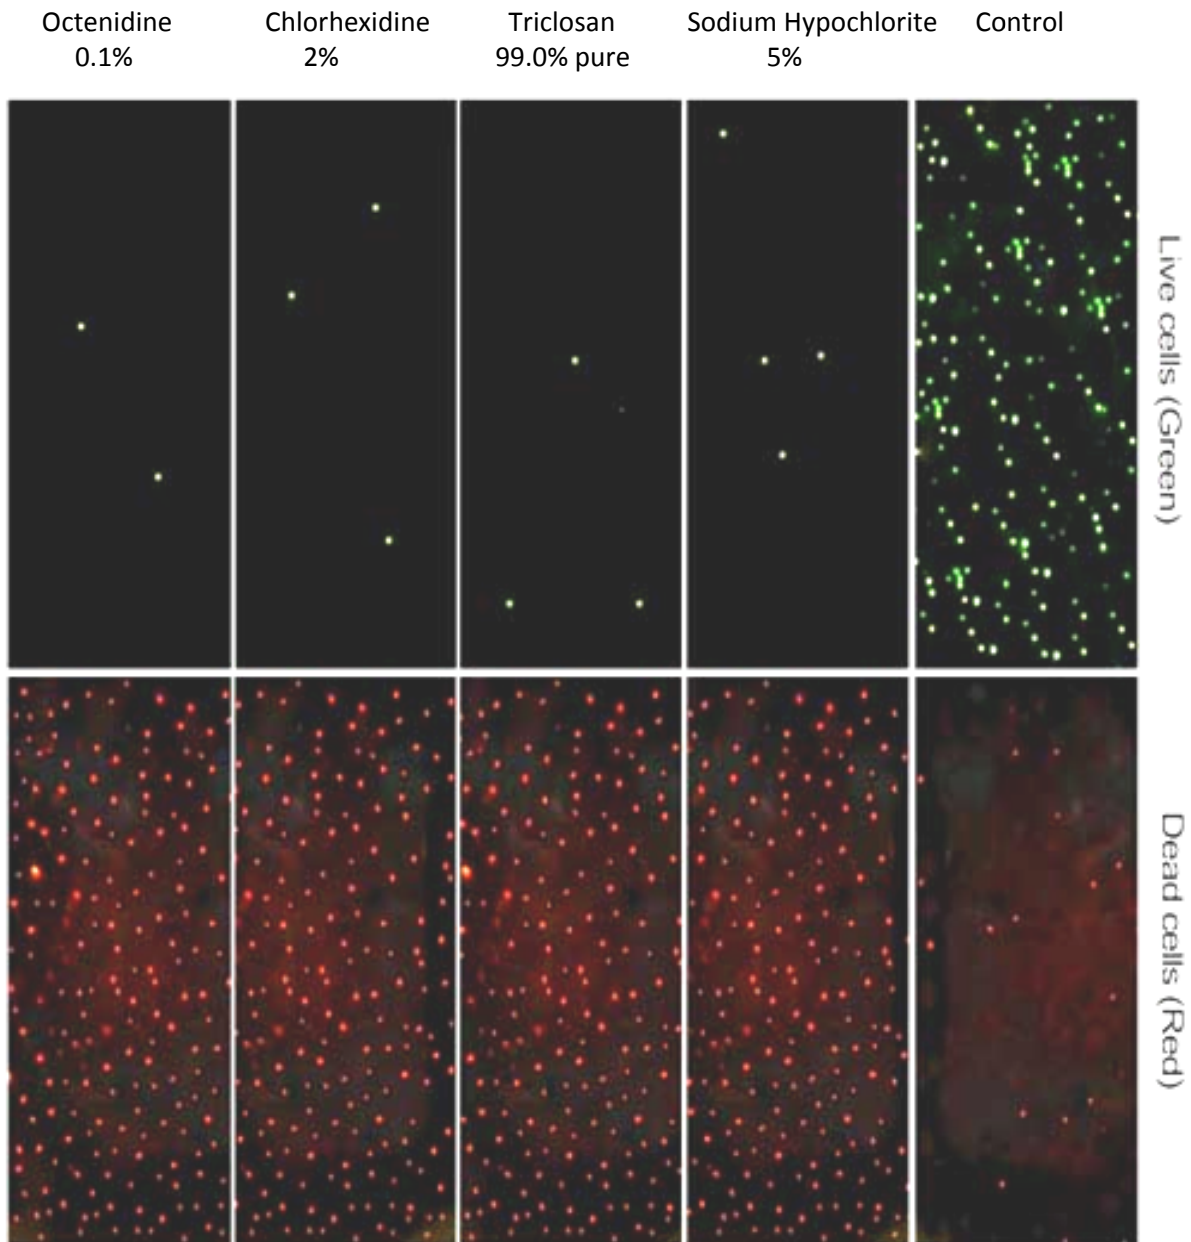 Octenidine
0.1%
Chlorhexidine
2%
Triclosan
99.0% pure
Sodium Hypochlorite
5%
Control
Live cells (Green)
Dead cells (Red)